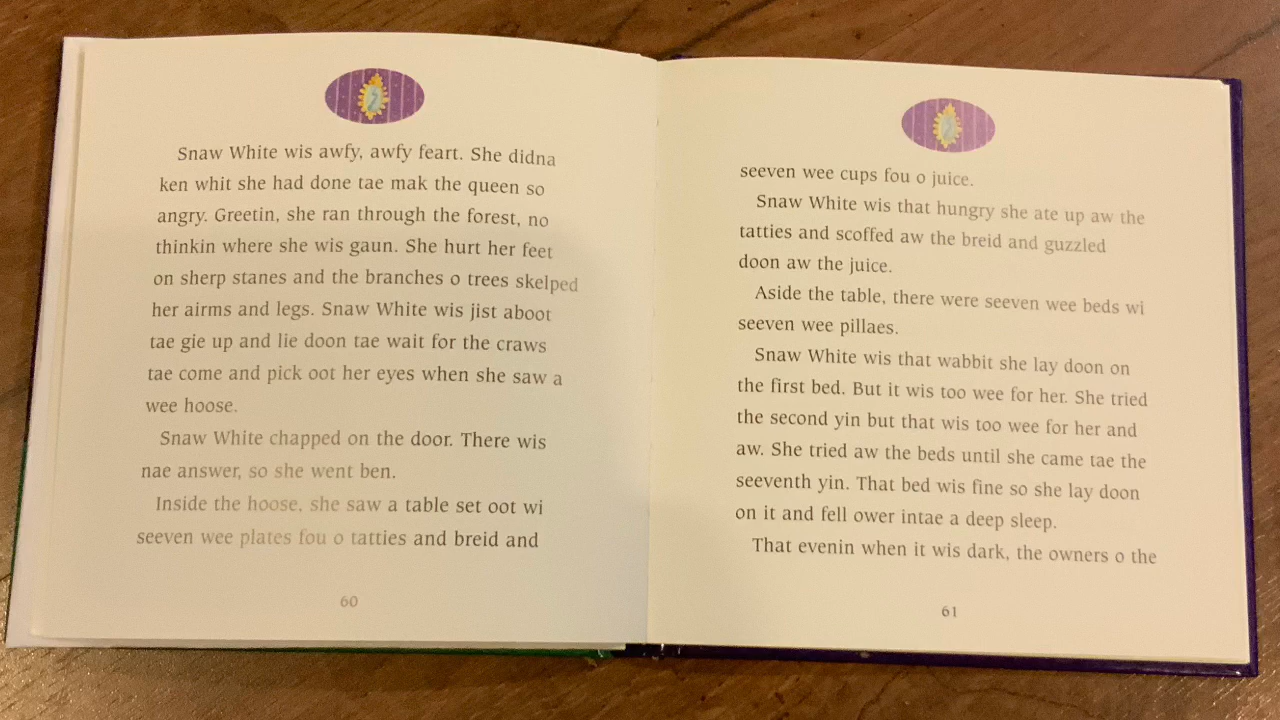 Snaw White wis awfy, awfy feart. She didna
ken whit she had done tae mak the queen so
angry. Greetin, she ran through the forest, no
thinkin where she wis gaun. She hurt her feet
on sherp stanes and the branches o trees skelped
her airms and legs. Snaw White wis jist aboot
tae gie up and lie doon tae wait for the craws
tae come and pick oot her eyes when she saw a
wee hoose.
Snaw White chapped on the door. There wis
nae answer, so she went ben.
Inside the hoose, she saw a table set oot wi
seeven wee plates fou o tatties and breid and
60
seeven wee cups fou o juice.
Snaw White wis that hungry she ate up aw the
tatties and scoffed aw the breid and guzzled
doon aw the juice.
Aside the table, there were seeven wee beds wi
seeven wee pillaes.
Snaw White wis that wabbit she lay doon on
the first bed. But it wis too wee for her. She tried
the second yin but that wis too wee for her and
aw. She tried aw the beds until she came tae the
seeventh yin. That bed wis fine so she lay doon
on it and fell ower intae a deep sleep.
That evenin when it wis dark, the owners o the
61